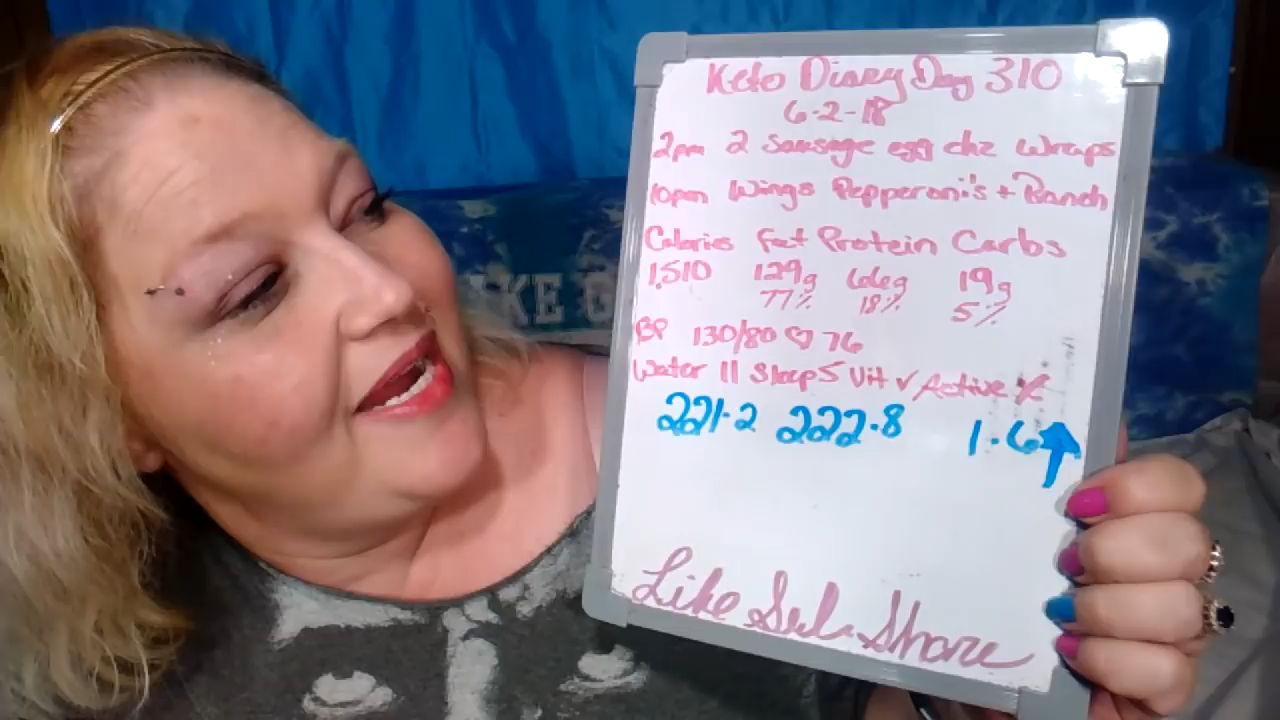 Keto Diary Day 310
6-2-18
2pm 2 Sausage egg chz Wraps
10pm Wings Pepperoni's + Ranch
Calories Fat Protein Carbs
1,510 129g 66g 19g
77% 18% 5%
BP 130/80 ♡ 76
Water 11 Sleep 5 Vit ✓ Active X
221.2 222.8 1.6 ↑
Like Sub Share
KE G